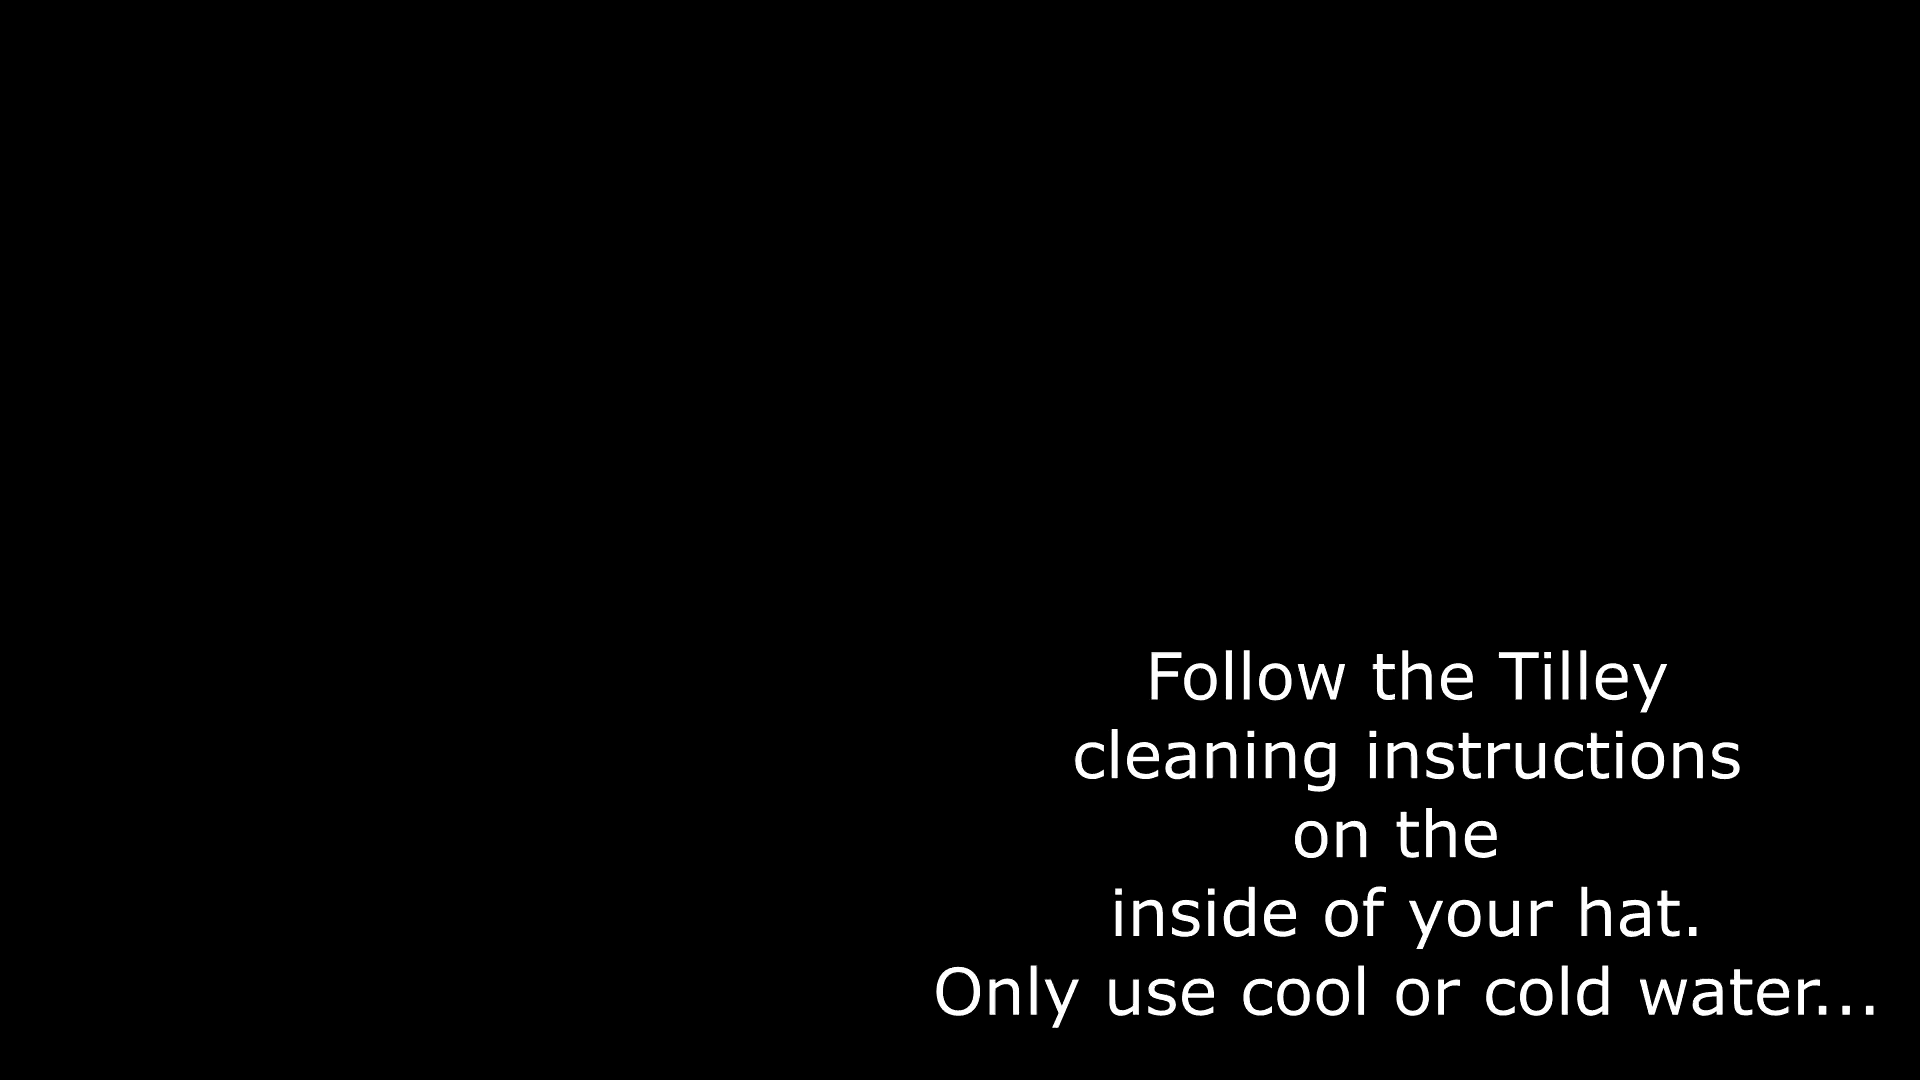 Follow the Tilley
cleaning instructions
on the
inside of your hat.
Only use cool or cold water...